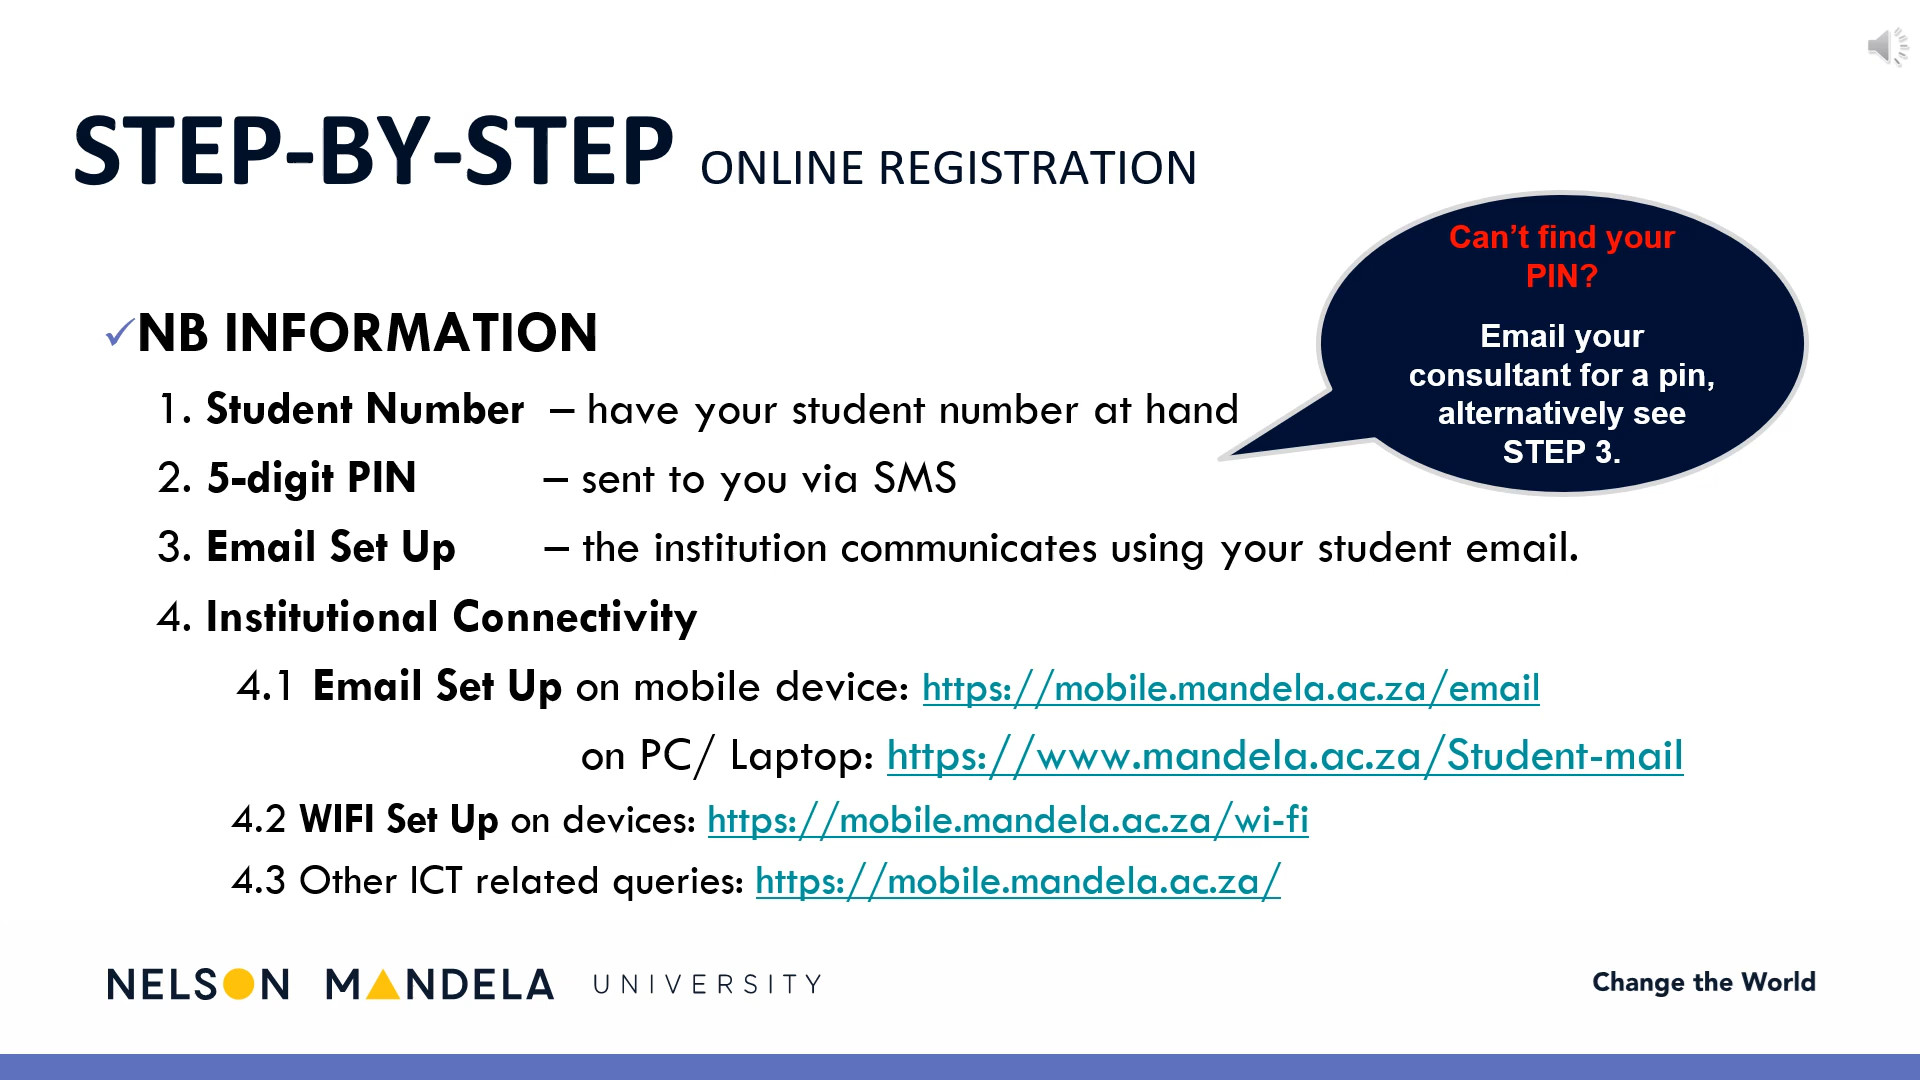 STEP-BY-STEP ONLINE REGISTRATION
Can’t find your
PIN?
Email your
consultant for a pin,
alternatively see
STEP 3.
✓NB INFORMATION
1. Student Number – have your student number at hand
2. 5-digit PIN – sent to you via SMS
3. Email Set Up – the institution communicates using your student email.
4. Institutional Connectivity
4.1 Email Set Up on mobile device: https://mobile.mandela.ac.za/email
on PC/ Laptop: https://www.mandela.ac.za/Student-mail
4.2 WIFI Set Up on devices: https://mobile.mandela.ac.za/wi-fi
4.3 Other ICT related queries: https://mobile.mandela.ac.za/
NELSON MANDELA UNIVERSITY
Change the World